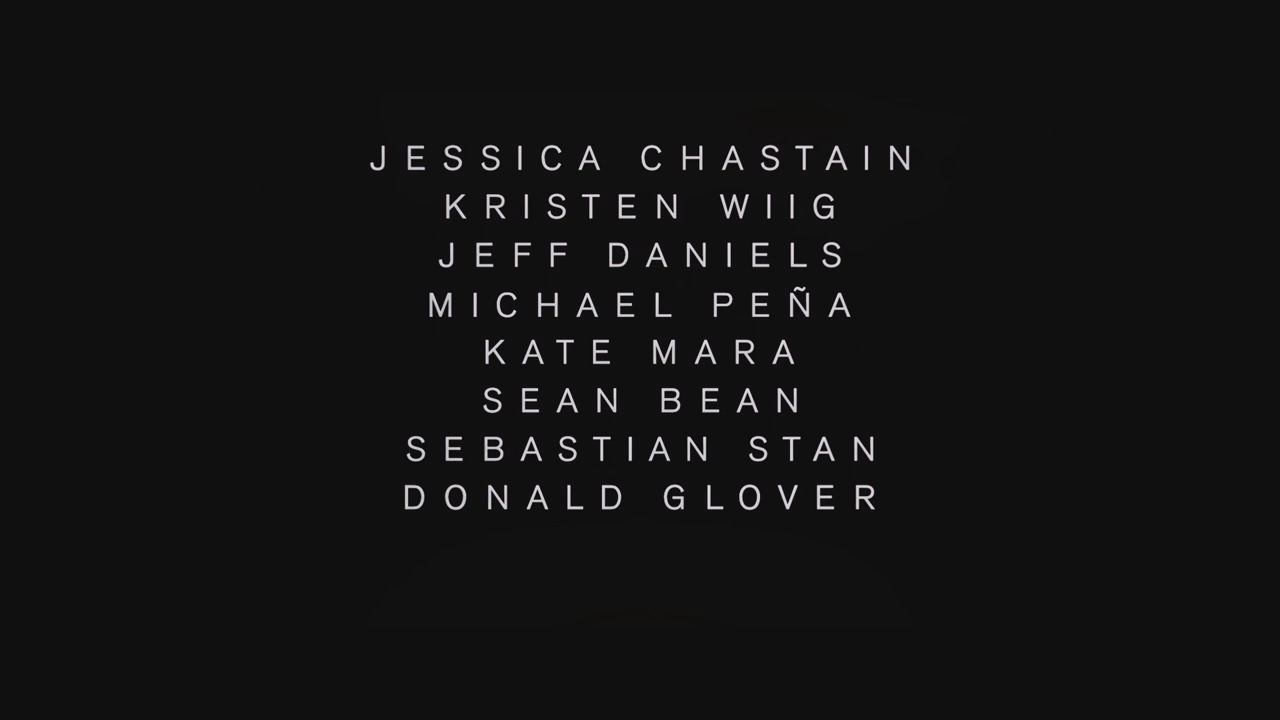 JESSICA CHASTAIN
KRISTEN WIIG
JEFF DANIELS
MICHAEL PEÑA
KATE MARA
SEAN BEAN
SEBASTIAN STAN
DONALD GLOVER